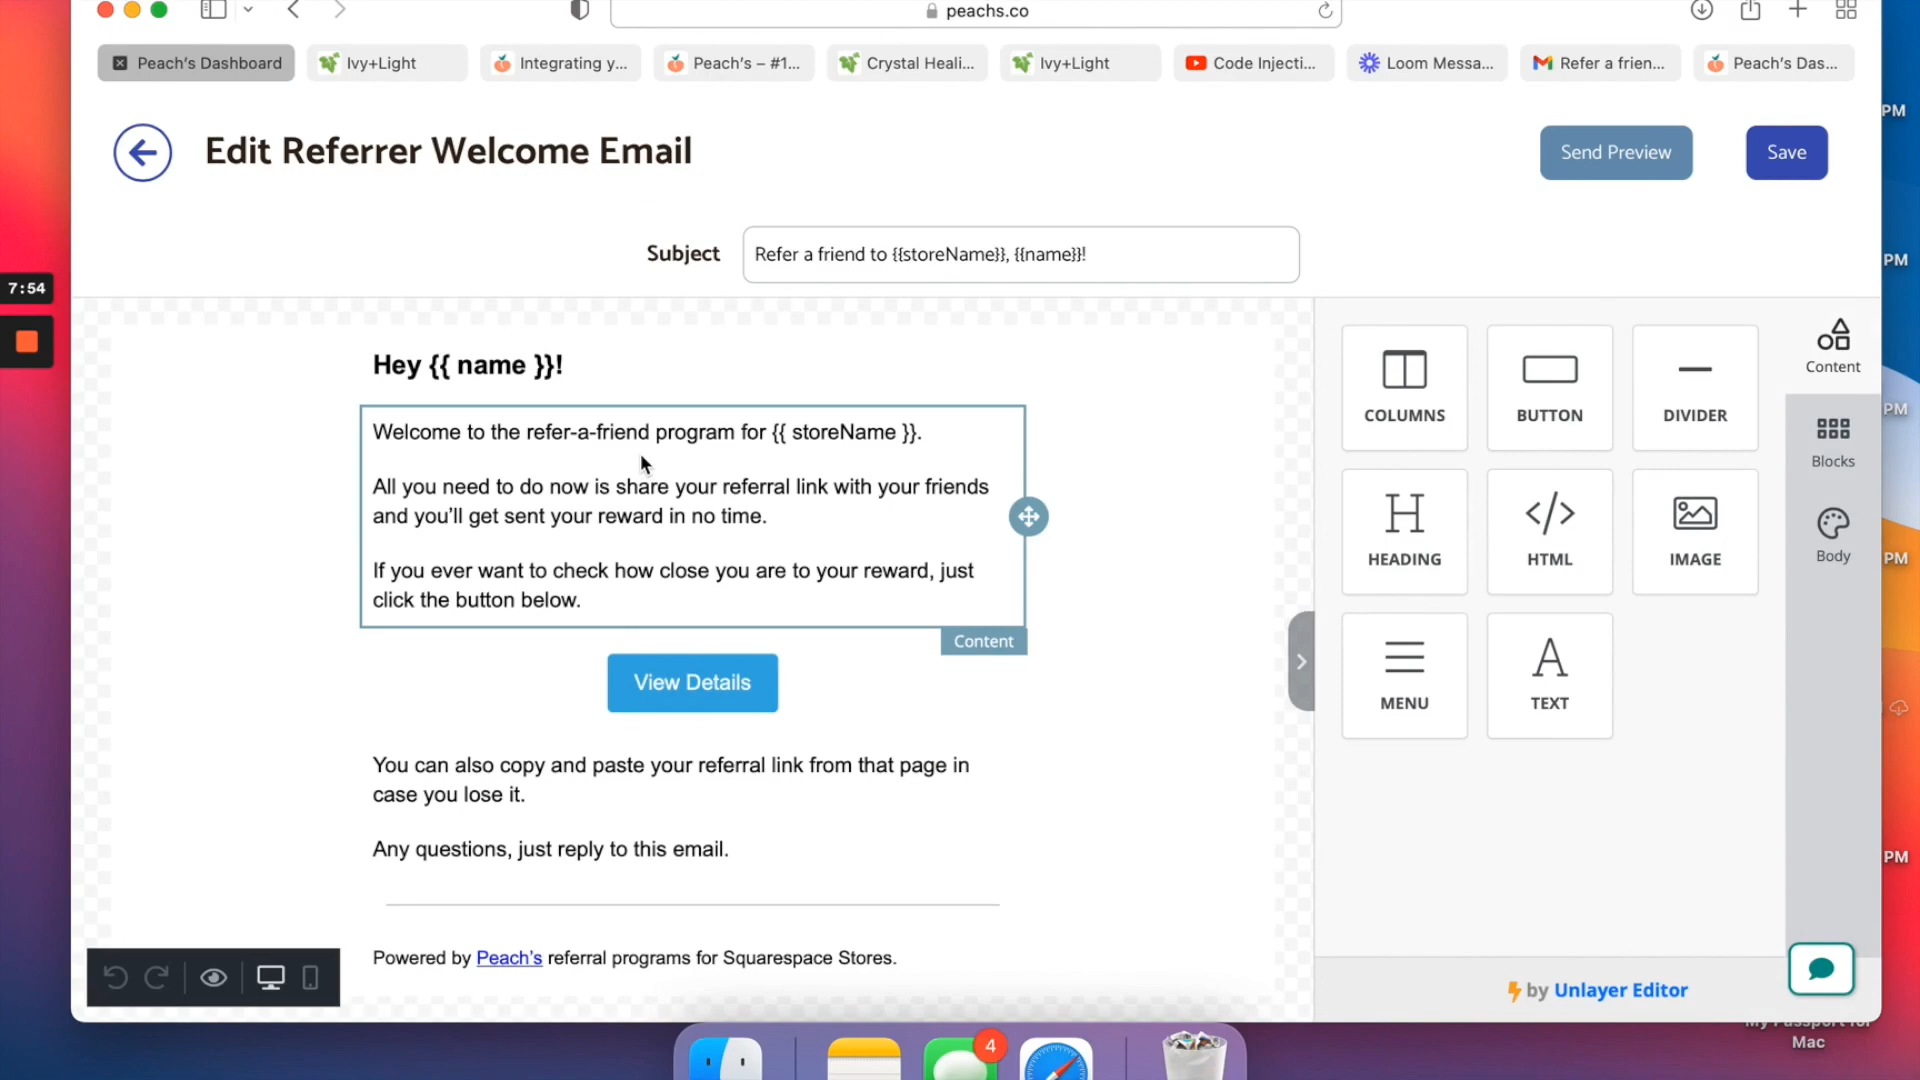 peachs.co
Peach's Dashboard
Ivy+Light
Integrating y...
Peach's – #1...
Crystal Heali...
Ivy+Light
Code Injecti...
Loom Messa...
Refer a frien...
Peach's Das...
Edit Referrer Welcome Email
Send Preview
Save
Subject
Refer a friend to {{storeName}}, {{name}}!
7:54
Hey {{ name }}!
Welcome to the refer-a-friend program for {{ storeName }}.
All you need to do now is share your referral link with your friends
and you'll get sent your reward in no time.
If you ever want to check how close you are to your reward, just
click the button below.
Content
View Details
You can also copy and paste your referral link from that page in
case you lose it.
Any questions, just reply to this email.
Powered by Peach's referral programs for Squarespace Stores.
COLUMNS
BUTTON
DIVIDER
HEADING
HTML
IMAGE
MENU
TEXT
Content
Blocks
Body
by Unlayer Editor
PM
PM
PM
PM
PM
4
My Passport for
Mac